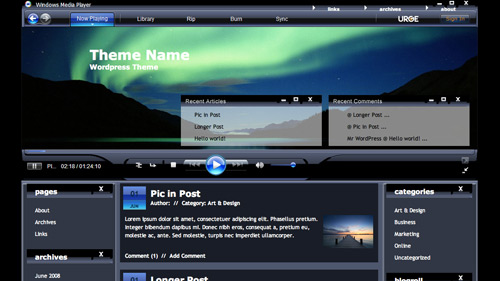 Windows Media Player
links
archives
about
Now Playing
Library
Rip
Burn
Sync
URGE
Sign In
Theme Name
Wordpress Theme
Recent Articles
Pic in Post
Longer Post
Hello world!
Recent Comments
@ Longer Post ...
@ Pic in Post ...
Mr WordPress @ Hello world! ...
Pl...
02:18 / 01:24:10
pages
About
Archives
Links
archives
June 2008
01
JUN
Pic in Post
Author: // Category: Art & Design
Lorem ipsum dolor sit amet, consectetuer adipiscing elit. Phasellus pretium.
Integer bibendum dapibus mi. Donec nibh eros, consequat a, pretium eu,
molestie ac, ante. Sed molestie, turpis nec imperdiet ullamcorper.
Comment (1) // Add Comment
01
Longer Post
categories
Art & Design
Business
Marketing
Online
Uncategorized
blogroll